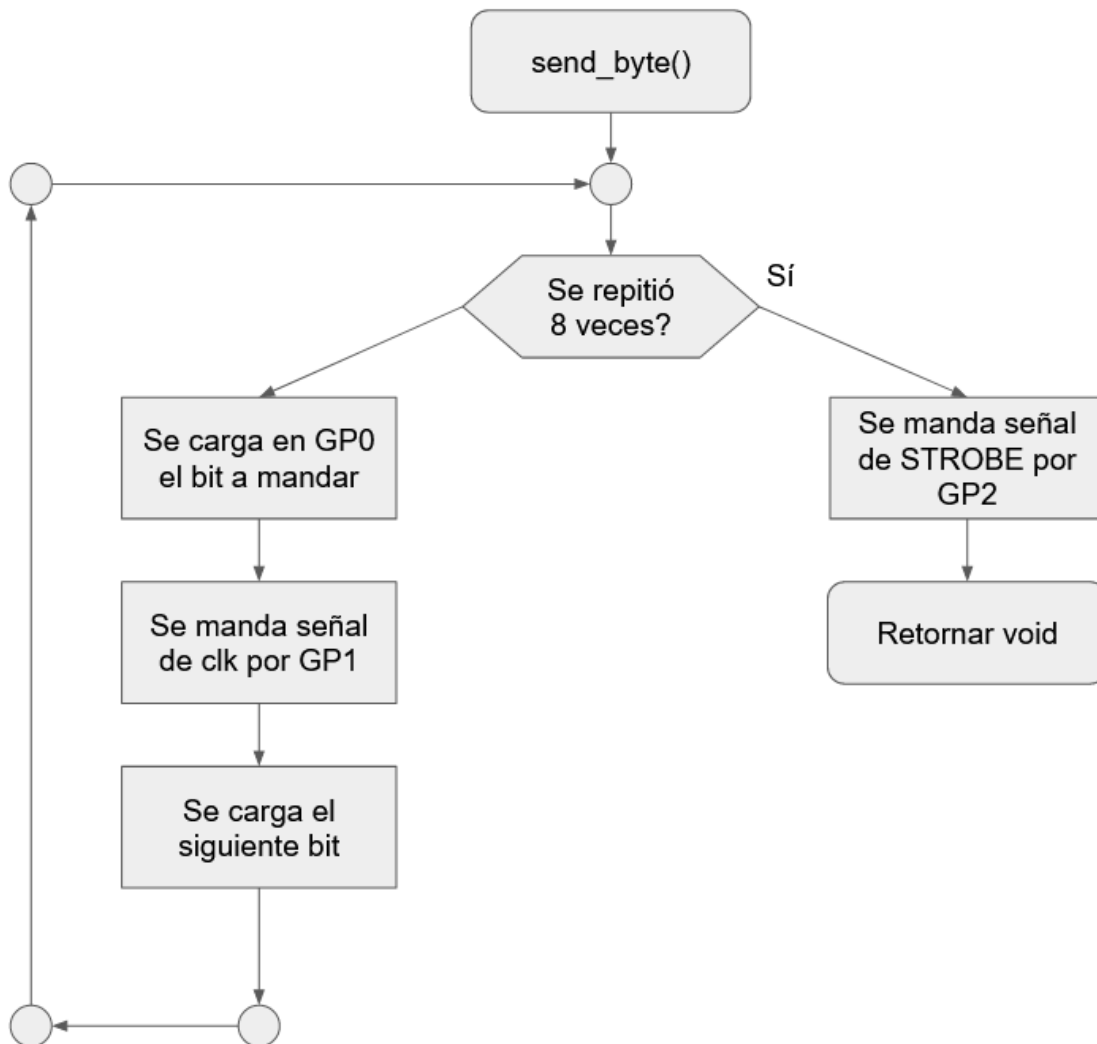 send_byte()
Sí
Se repitió
8 veces?
Se carga en GP0
el bit a mandar
Se manda señal
de STROBE por
GP2
Se manda señal
de clk por GP1
Retornar void
Se carga el
siguiente bit